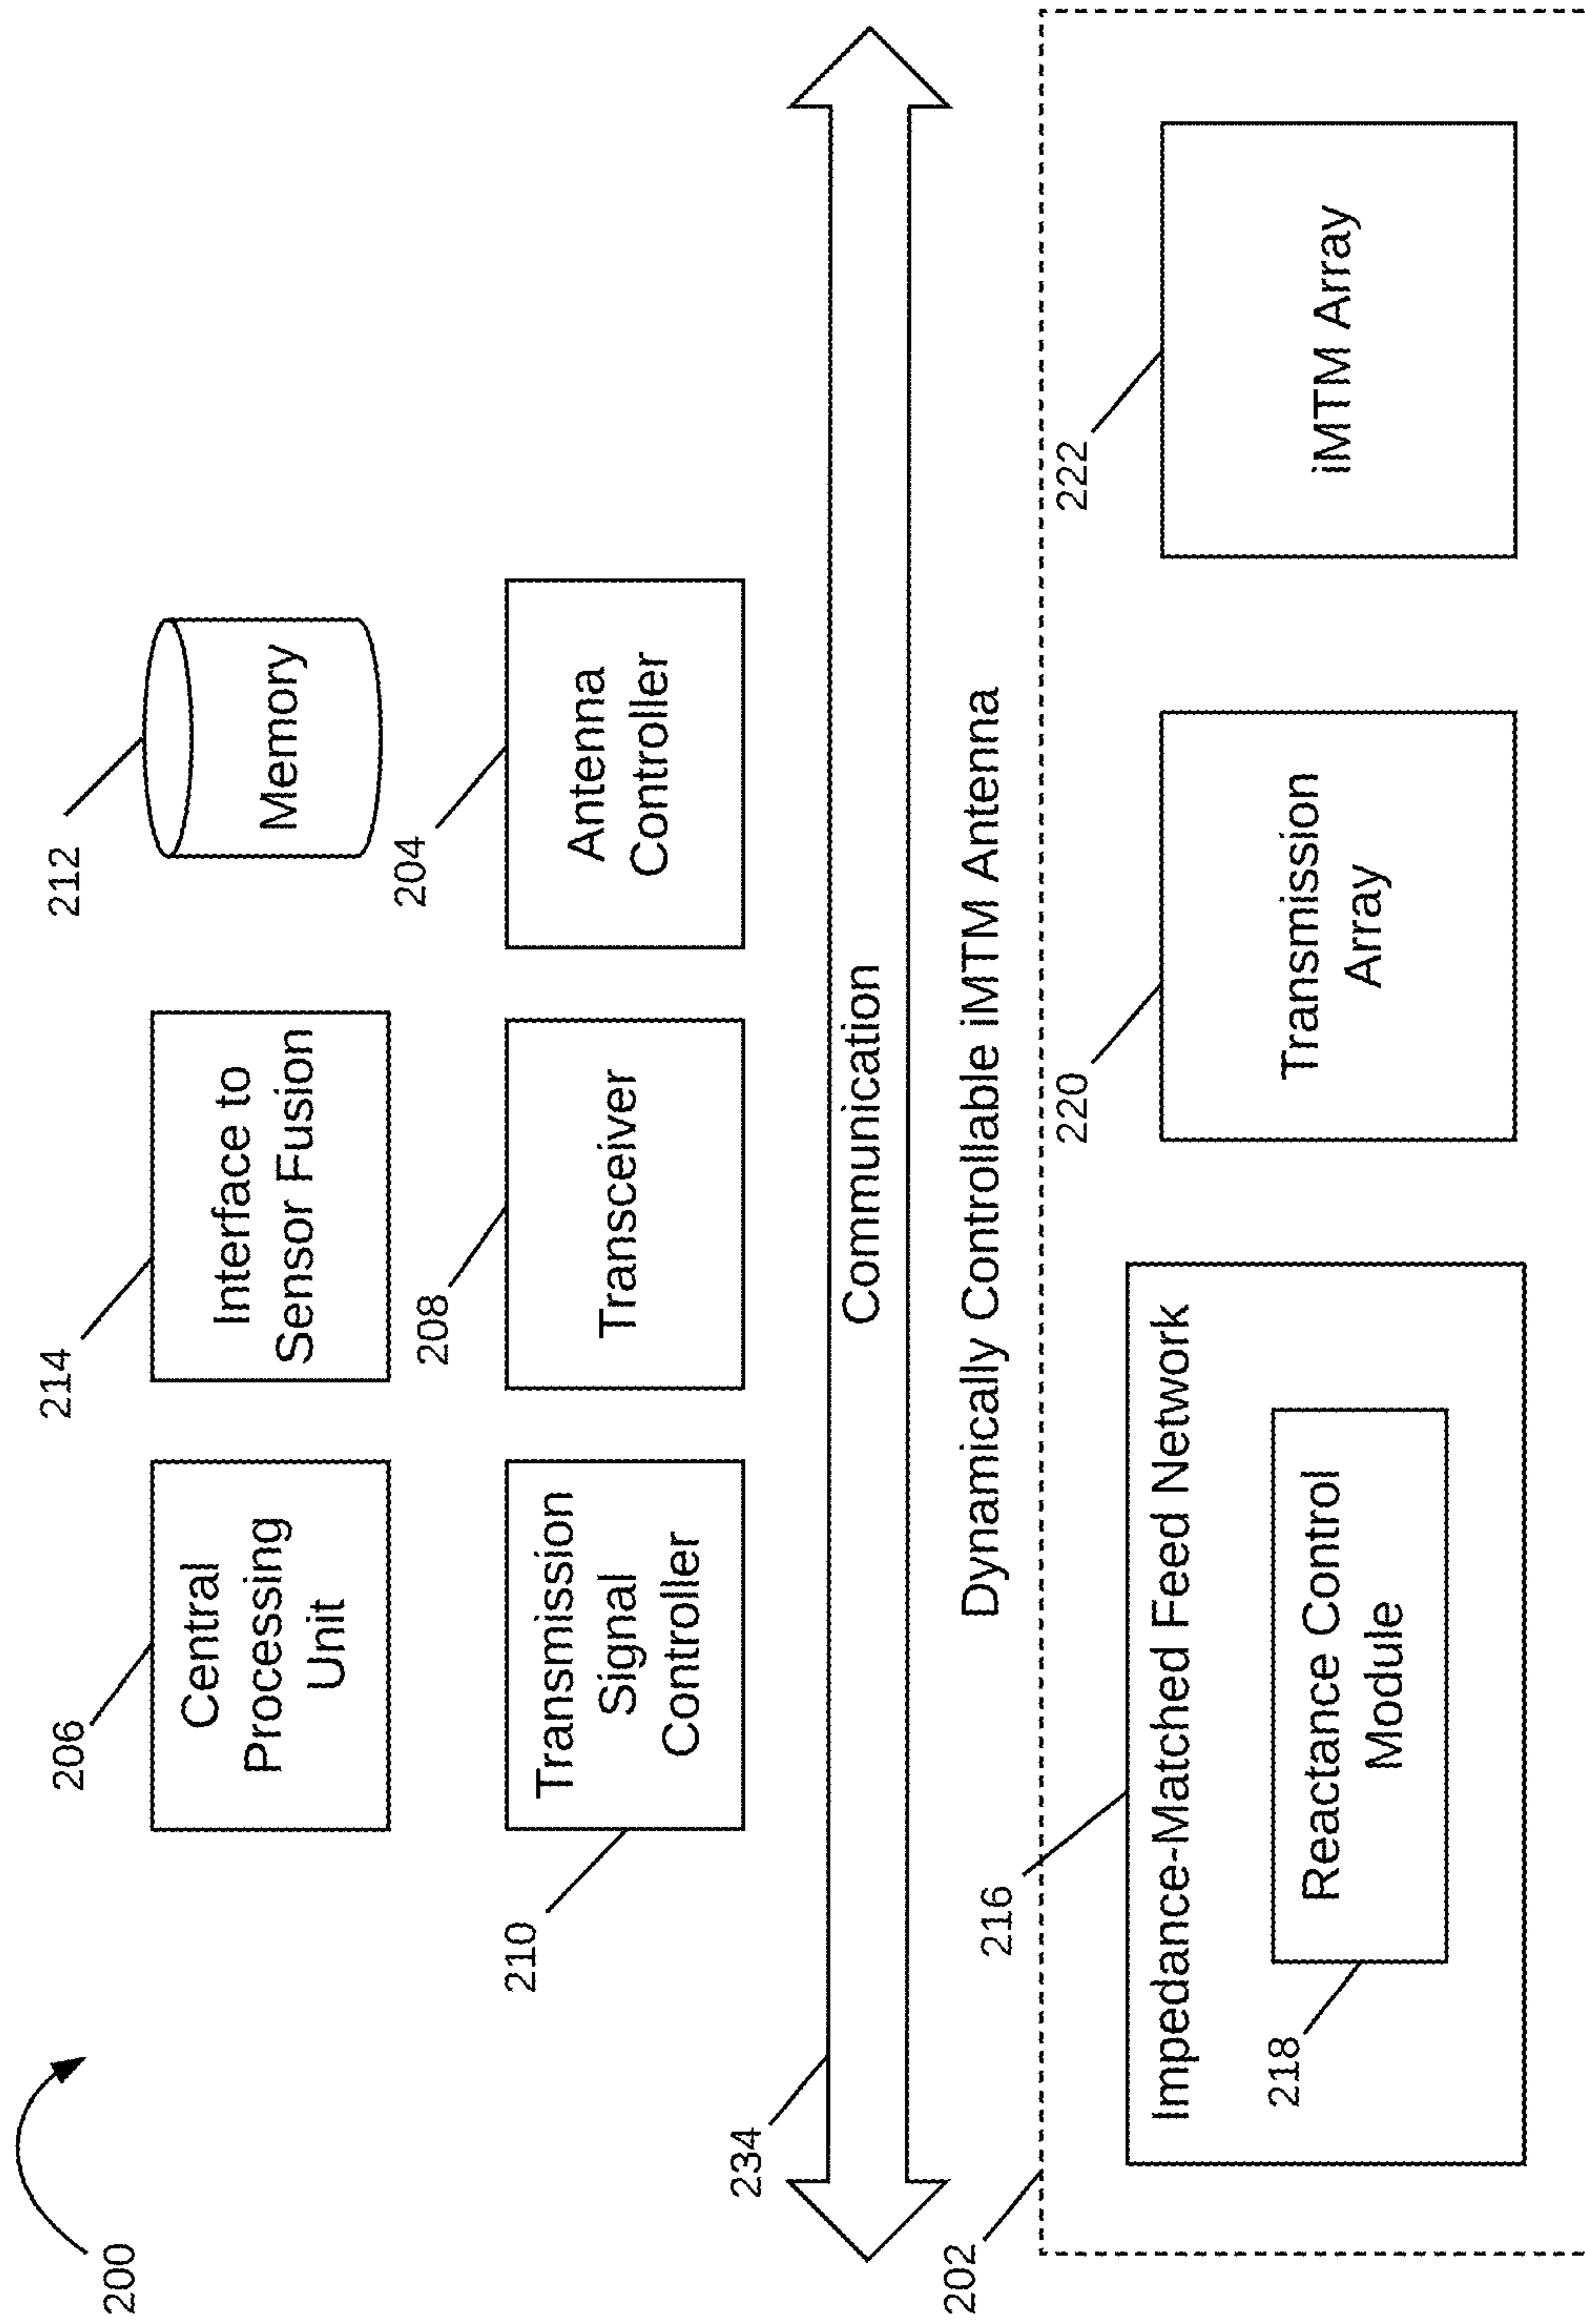 200
206
Central
Processing
Unit
214
Interface to
Sensor Fusion
212
Memory
210
Transmission
Signal
Controller
208
Transceiver
204
Antenna
Controller
234
Communication
Dynamically Controllable iMTM Antenna
202
216
Impedance-Matched Feed Network
218
Reactance Control
Module
220
Transmission
Array
222
iMTM Array